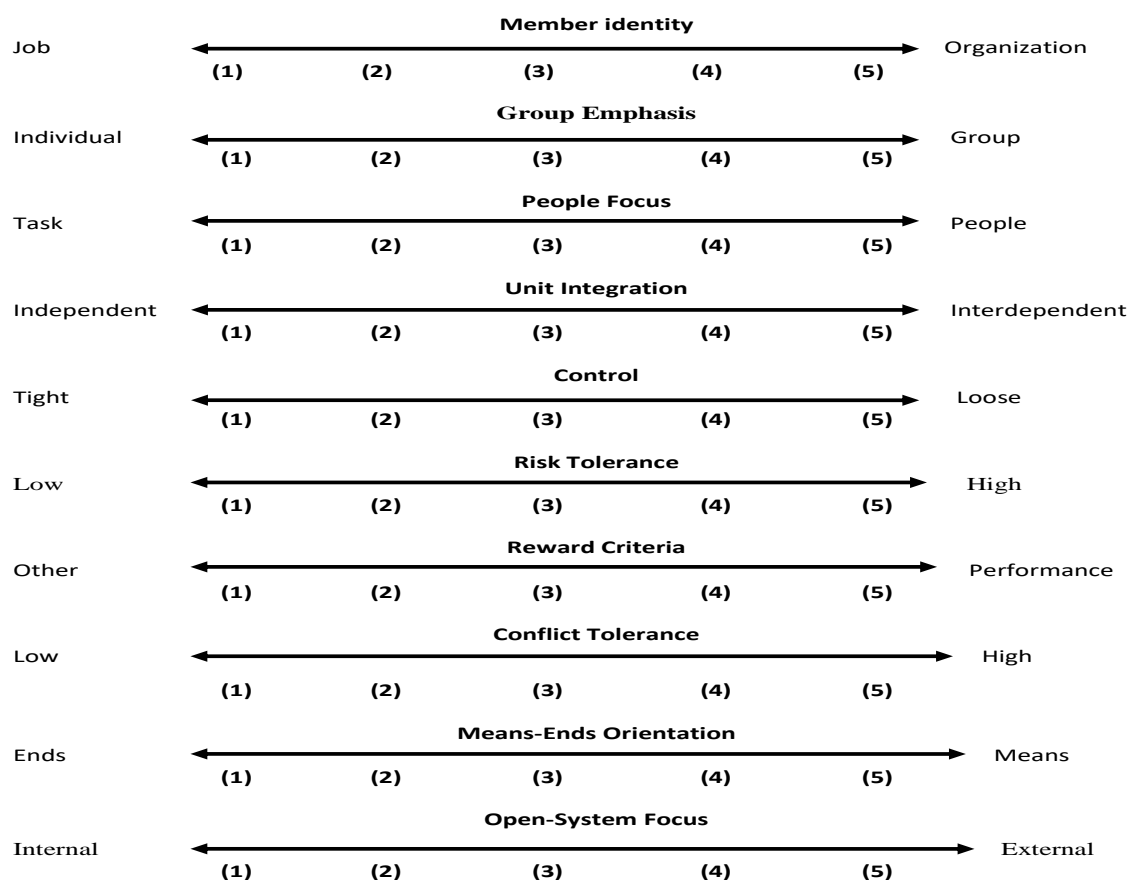 Member identity
Job Organization
(1) (2) (3) (4) (5)
Group Emphasis
Individual Group
(1) (2) (3) (4) (5)
People Focus
Task People
(1) (2) (3) (4) (5)
Unit Integration
Independent Interdependent
(1) (2) (3) (4) (5)
Control
Tight Loose
(1) (2) (3) (4) (5)
Risk Tolerance
Low High
(1) (2) (3) (4) (5)
Reward Criteria
Other Performance
(1) (2) (3) (4) (5)
Conflict Tolerance
Low High
(1) (2) (3) (4) (5)
Means-Ends Orientation
Ends Means
(1) (2) (3) (4) (5)
Open-System Focus
Internal External
(1) (2) (3) (4) (5)